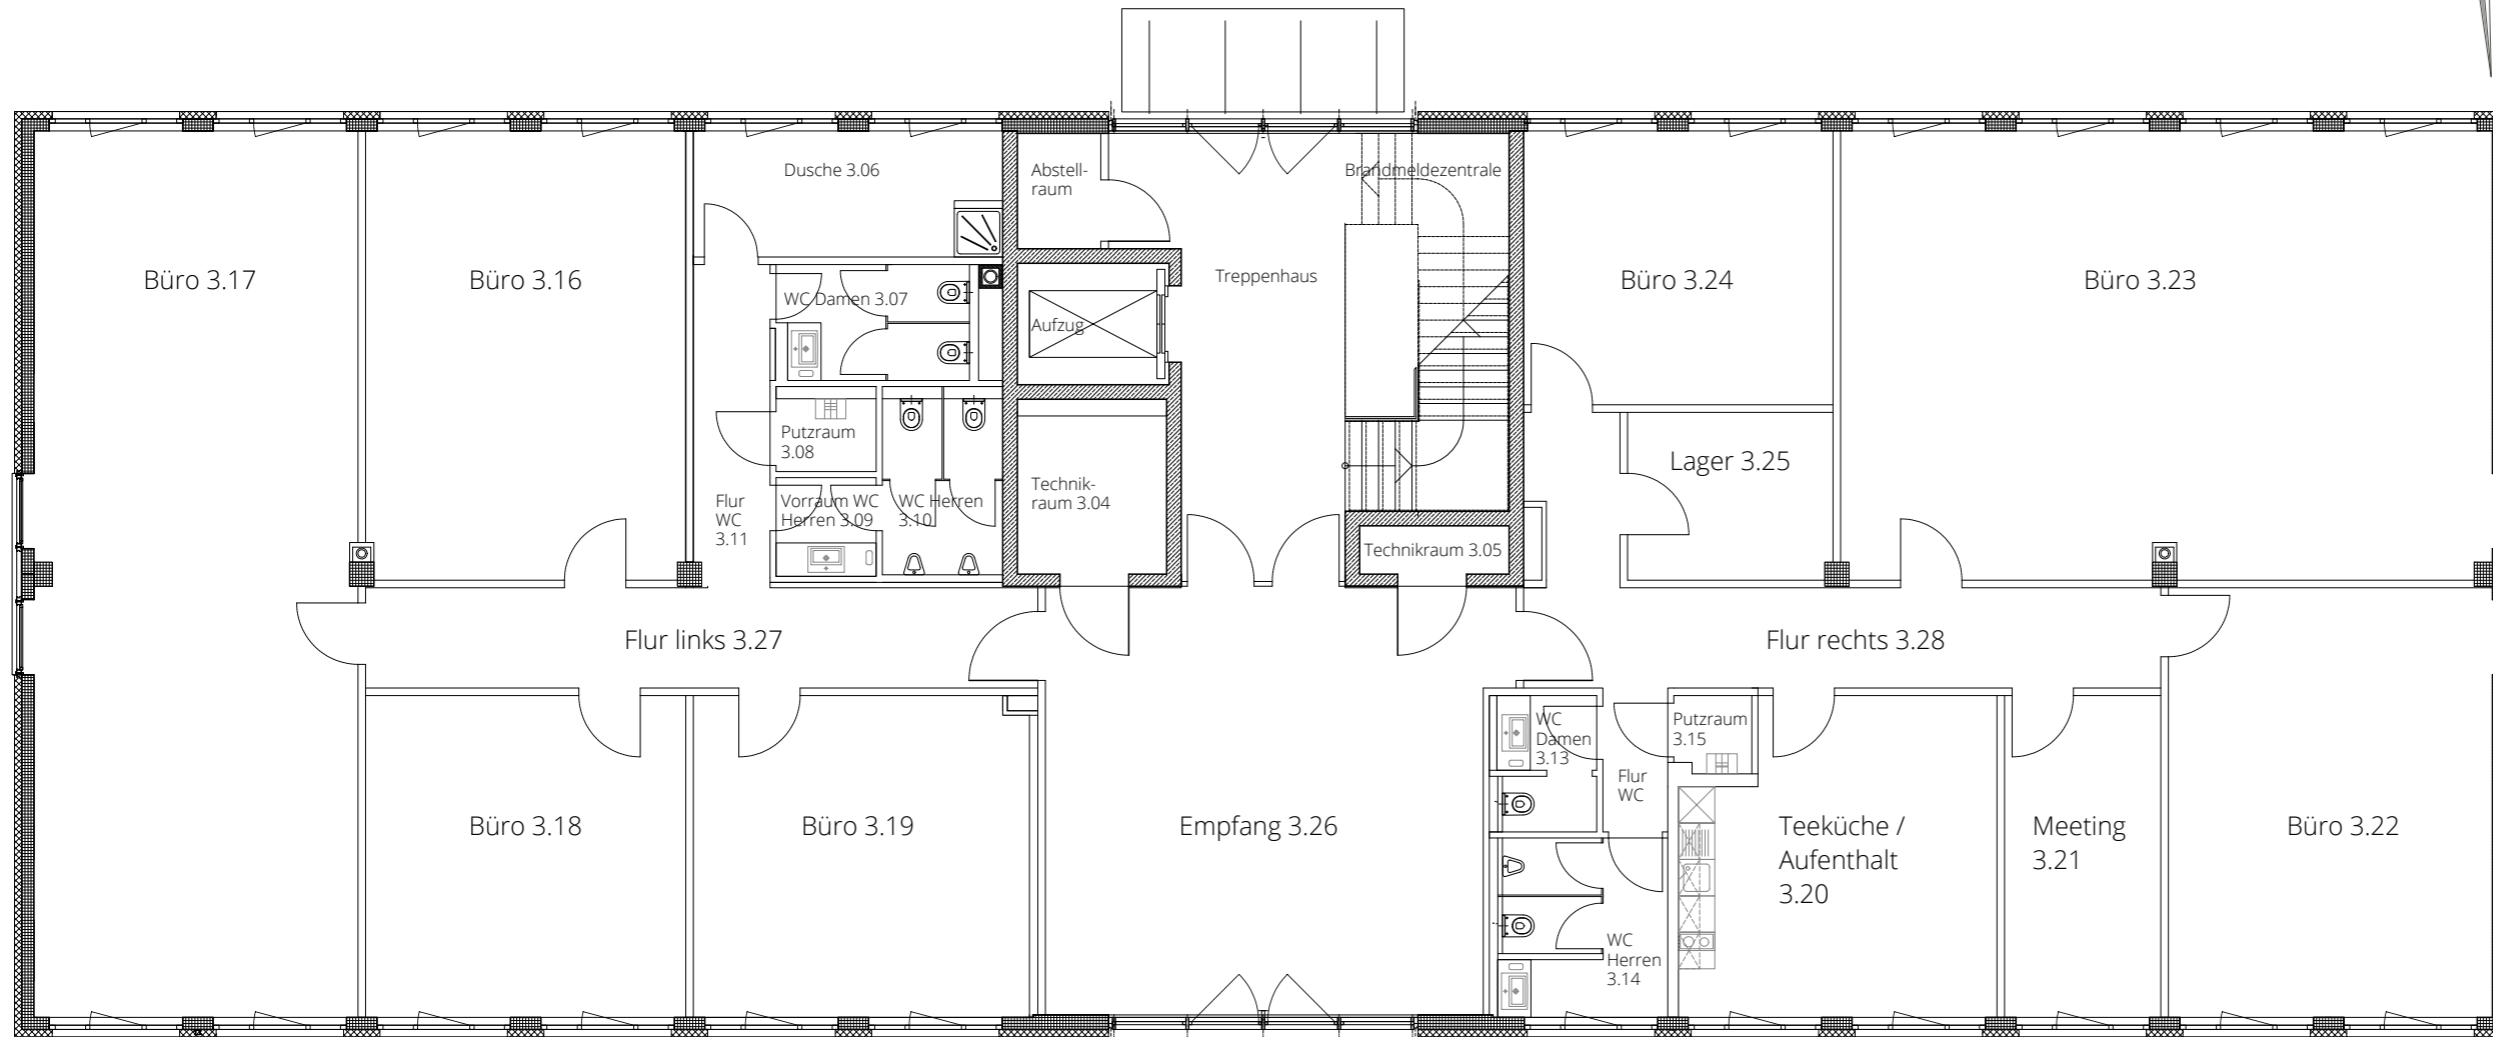 Dusche 3.06
Abstell-
raum
Brandmeldezentrale
Büro 3.17
Büro 3.16
WC Damen 3.07
Aufzug
Treppenhaus
Büro 3.24
Büro 3.23
Putzraum
3.08
Flur
WC
3.11
Vorraum WC
Herren 3.09
WC Herren
3.10
Technik-
raum 3.04
Technikraum 3.05
Lager 3.25
Flur links 3.27
Flur rechts 3.28
WC
Damen
3.13
Putzraum
3.15
Flur
WC
Büro 3.18
Büro 3.19
Empfang 3.26
Teeküche /
Aufenthalt
3.20
Meeting
3.21
Büro 3.22
WC
Herren
3.14